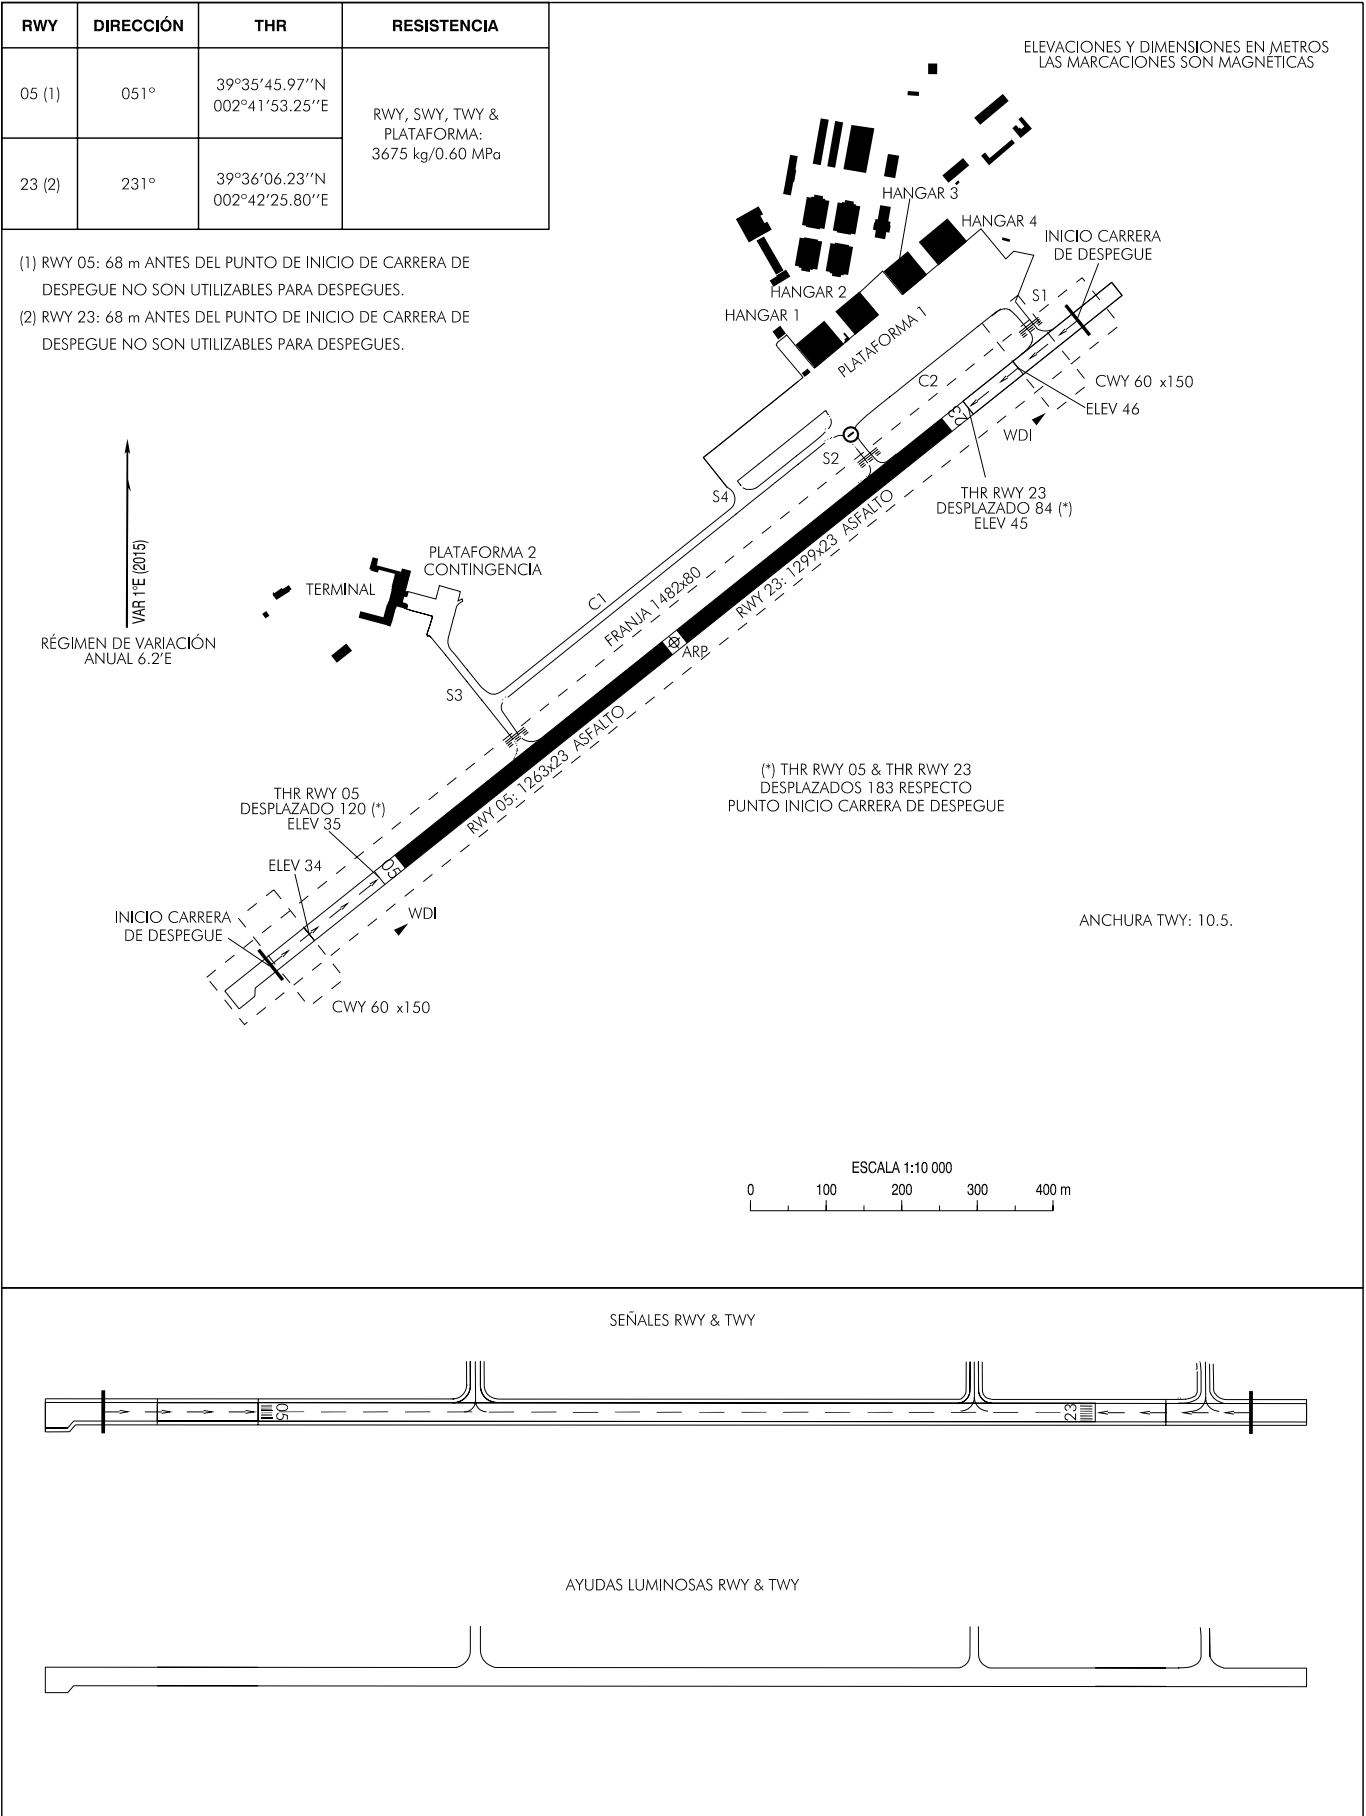 RWY DIRECCIÓN THR RESISTENCIA
05 (1) 051° 39°35'45.97''N
002°41'53.25''E
RWY, SWY, TWY &
PLATAFORMA:
3675 kg/0.60 MPa
23 (2) 231° 39°36'06.23''N
002°42'25.80''E
ELEVACIONES Y DIMENSIONES EN METROS
LAS MARCACIONES SON MAGNÉTICAS
(1) RWY 05: 68 m ANTES DEL PUNTO DE INICIO DE CARRERA DE
DESPEGUE NO SON UTILIZABLES PARA DESPEGUES.
(2) RWY 23: 68 m ANTES DEL PUNTO DE INICIO DE CARRERA DE
DESPEGUE NO SON UTILIZABLES PARA DESPEGUES.
HANGAR 3
HANGAR 4
INICIO CARRERA
DE DESPEGUE
HANGAR 2
HANGAR 1
S1
PLATAFORMA 1
C2
CWY 60 x150
ELEV 46
23
WDI
S2
THR RWY 23
DESPLAZADO 84 (*)
ELEV 45
S4
VAR 1°E (2015)
RÉGIMEN DE VARIACIÓN
ANUAL 6.2'E
PLATAFORMA 2
CONTINGENCIA
TERMINAL
C1
FRANJA 1482x80
RWY 23: 1299x23 ASFALTO
ARP
S3
RWY 05: 1263x23 ASFALTO
(*) THR RWY 05 & THR RWY 23
DESPLAZADOS 183 RESPECTO
PUNTO INICIO CARRERA DE DESPEGUE
THR RWY 05
DESPLAZADO 120 (*)
ELEV 35
05
ELEV 34
WDI
INICIO CARRERA
DE DESPEGUE
CWY 60 x150
ANCHURA TWY: 10.5.
ESCALA 1:10 000
0 100 200 300 400 m
SEÑALES RWY & TWY
05
23
AYUDAS LUMINOSAS RWY & TWY